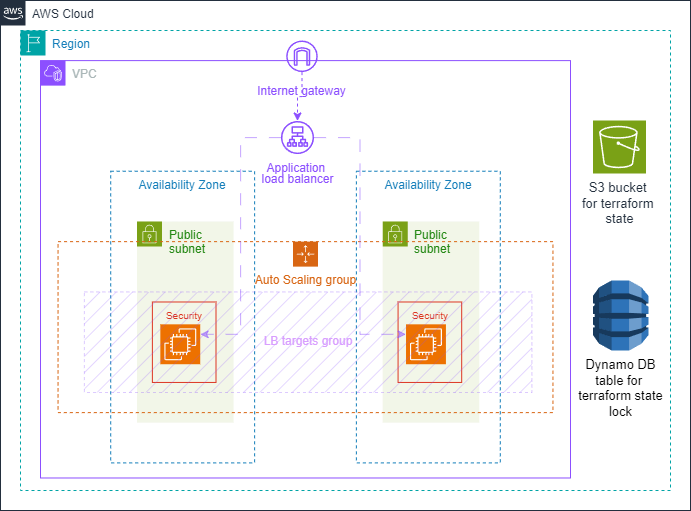 aws
AWS Cloud
Region
VPC
Internet gateway
Application
load balancer
Availability Zone
Availability Zone
Public
subnet
Public
subnet
Auto Scaling group
Security
Security
LB targets group
S3 bucket
for terraform
state
Dynamo DB
table for
terraform state
lock